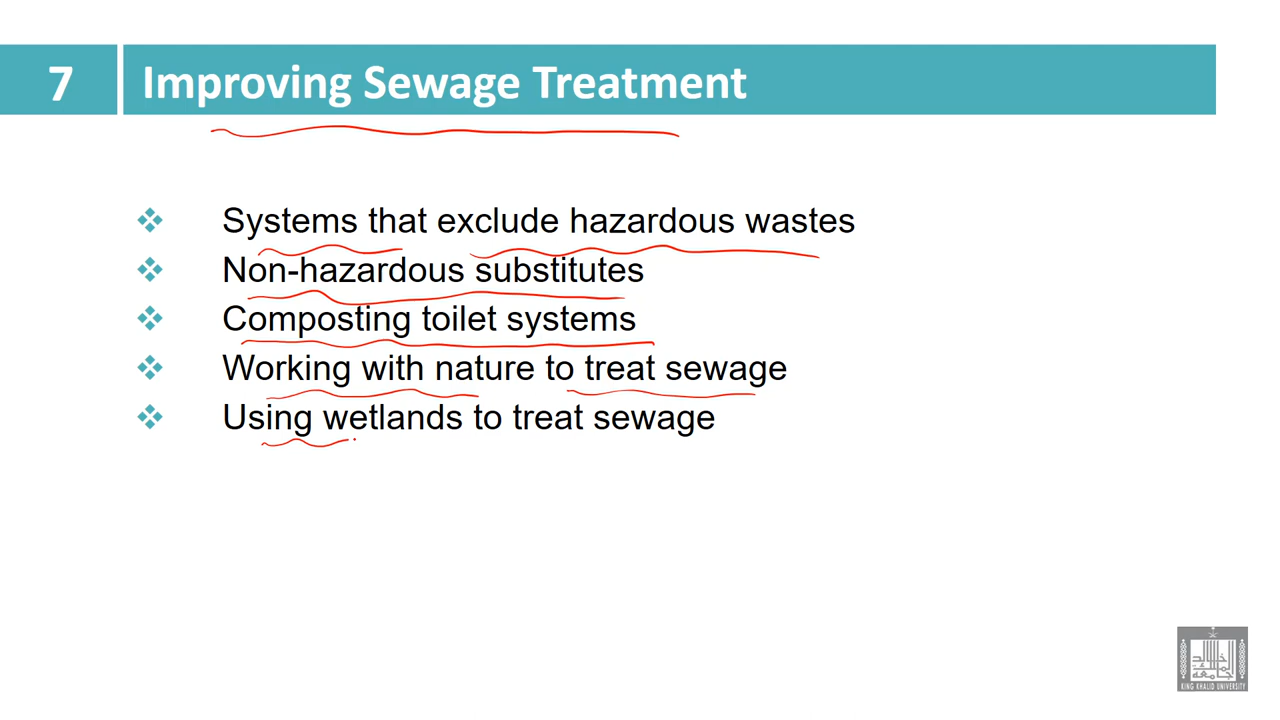 7
Improving Sewage Treatment
Systems that exclude hazardous wastes
Non-hazardous substitutes
Composting toilet systems
Working with nature to treat sewage
Using wetlands to treat sewage
KING KHALID UNIVERSITY